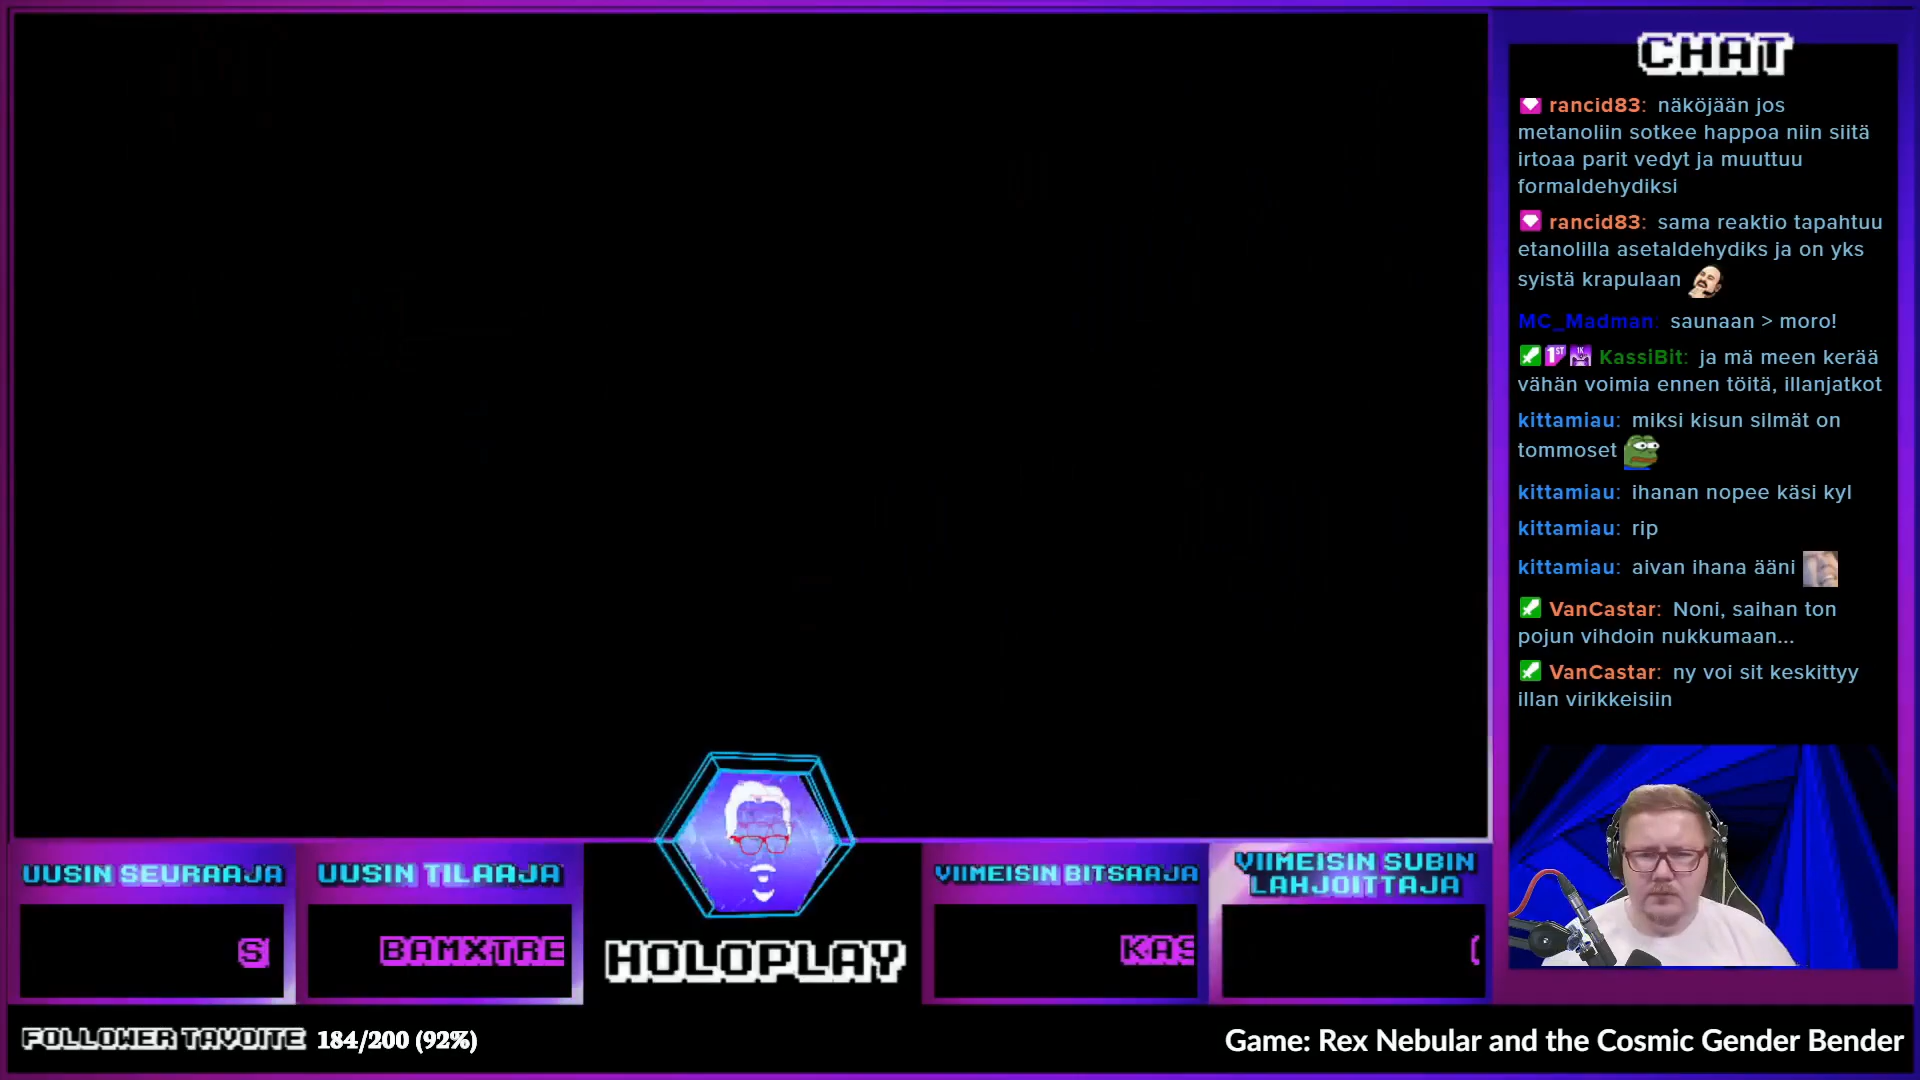 CHAT
rancid83: näköjään jos
metanoliin sotkee happoa niin siitä
irtoaa parit vedyt ja muuttuu
formaldehydiksi
rancid83: sama reaktio tapahtuu
etanolilla asetaldehydiks ja on yks
syistä krapulaan
MC_Madman: saunaan > moro!
1ST 1K KassiBit: ja mä meen kerää
vähän voimia ennen töitä, illanjatkot
kittamiau: miksi kisun silmät on
tommoset
kittamiau: ihanan nopee käsi kyl
kittamiau: rip
kittamiau: aivan ihana ääni
VanCastar: Noni, saihan ton
pojun vihdoin nukkumaan...
VanCastar: ny voi sit keskittyy
illan virikkeisiin
UUSIN SEURAAJA
S
UUSIN TILAAJA
BAMXTRE
HOLOPLAY
VIIMEISIN BITSAAJA
KAS
VIIMEISIN SUBIN
LAHJOITTAJA
FOLLOWER TAVOITE 184/200 (92%)
Game: Rex Nebular and the Cosmic Gender Bender